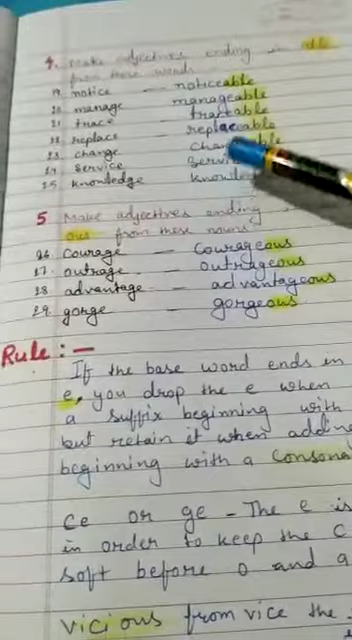 4. Make adjectives ending in able
from these words
19. notice — noticeable
20 manage manageable
21 trace — traceable
22 replace — replaceable
23. change
24 service
25. knowledge
5 Make adjectives ending
ous from these nouns
26 Courage — Courageous
27. outrage — outrageous
28 advantage — advantageous
29. gorge - gorgeous
Rule:-
If the base word ends in
e, you drop the e when
a suffix beginning with
but retain it when adding
beginning with a consona
Ce or ge - The e is
in order to keep the C
soft before o and a
vicious from vice the